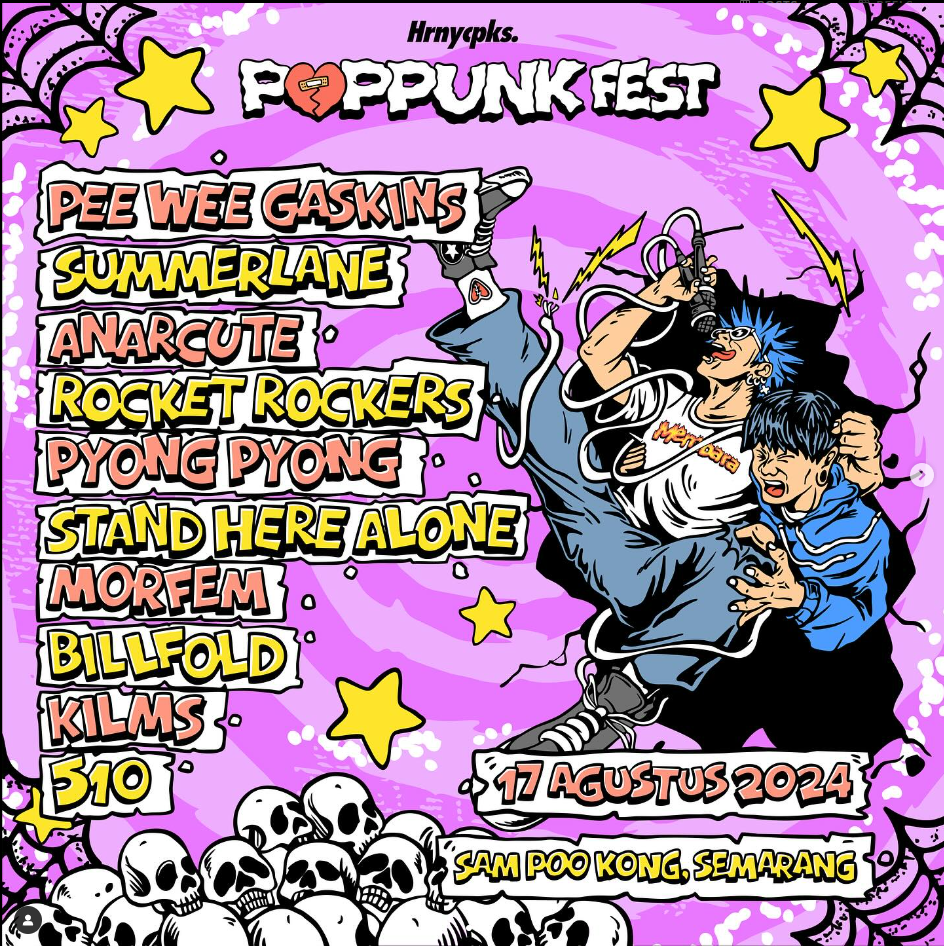 Hrnycpks.
POPPUNK FEST
PEE WEE GASKINS
SUMMERLANE
ANARCUTE
ROCKET ROCKERS
PYONG PYONG
STAND HERE ALONE
MORFEM
BILLFOLD
KILMS
510
17 AGUSTUS 2024
SAM POO KONG, SEMARANG